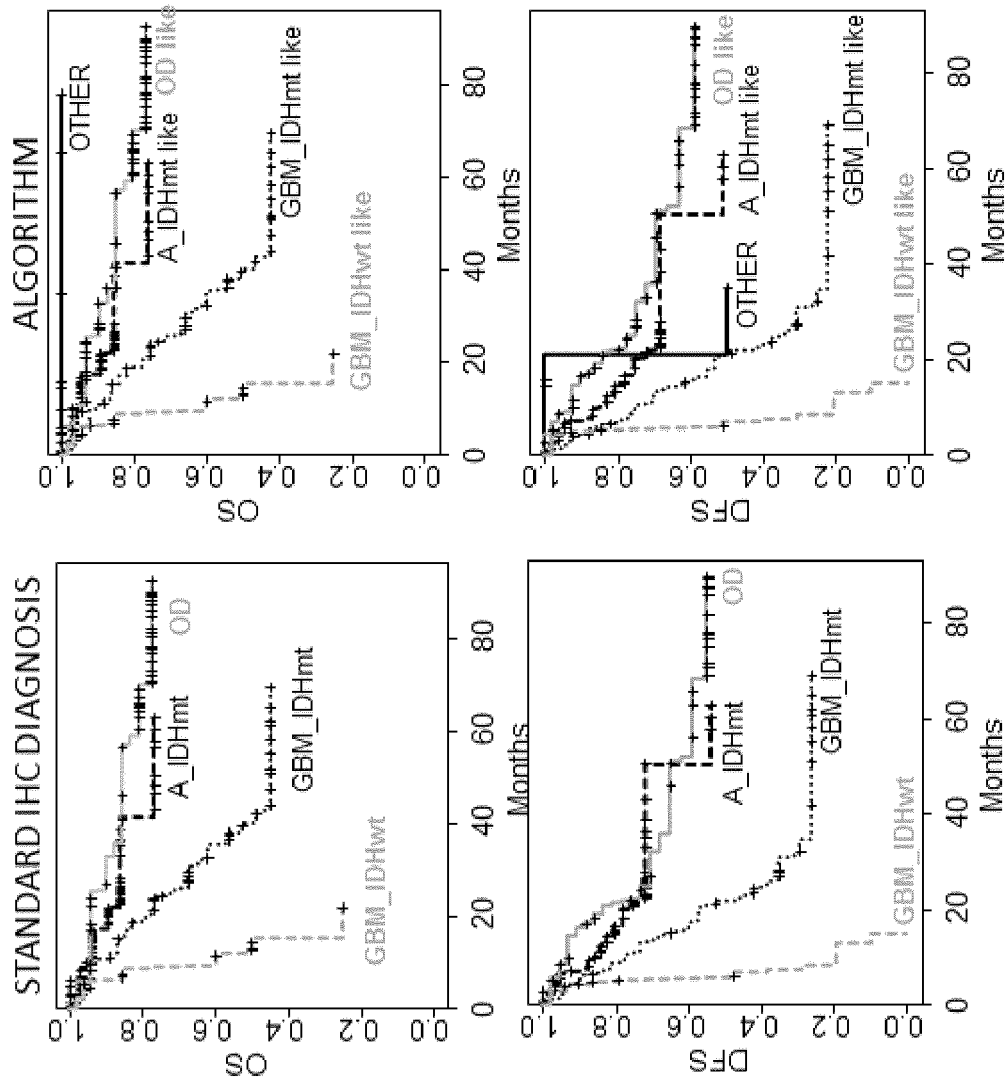 STANDARD IHC DIAGNOSIS
OS
1.0
0.8
0.6
0.4
0.2
0.0
0
20
40
60
80
Months
OD
A_IDHmt
GBM_IDHmt
GBM_IDHwt
ALGORITHM
OS
1.0
0.8
0.6
0.4
0.2
0.0
0
20
40
60
80
Months
OTHER
OD like
A_IDHmt like
GBM_IDHmt like
GBM_IDHwt like
DFS
1.0
0.8
0.6
0.4
0.2
0.0
0
20
40
60
80
Months
OD
A_IDHmt
GBM_IDHmt
GBM_IDHwt
DFS
1.0
0.8
0.6
0.4
0.2
0.0
0
20
40
60
80
Months
OD like
A_IDHmt like
OTHER
GBM_IDHmt like
GBM_IDHwt like